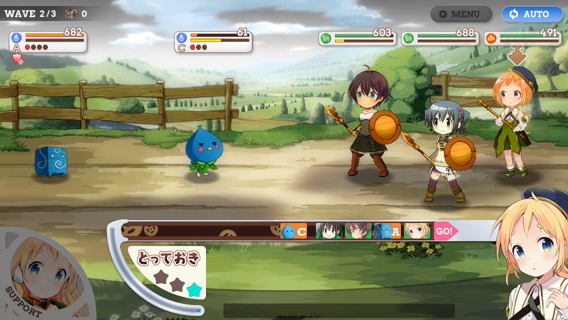 WAVE 2/3 0 MENU AUTO
A 682
C 61
603
688
491
C A GO!
とっておき
SUPPORT